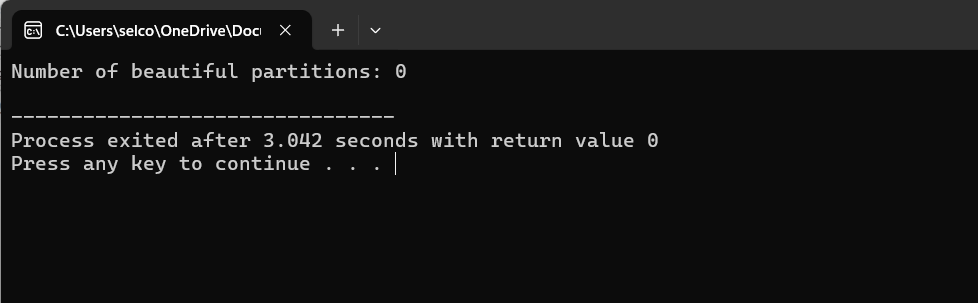 C:\Users\selco\OneDrive\Docu
Number of beautiful partitions: 0
--------------------------------
Process exited after 3.042 seconds with return value 0
Press any key to continue . . .